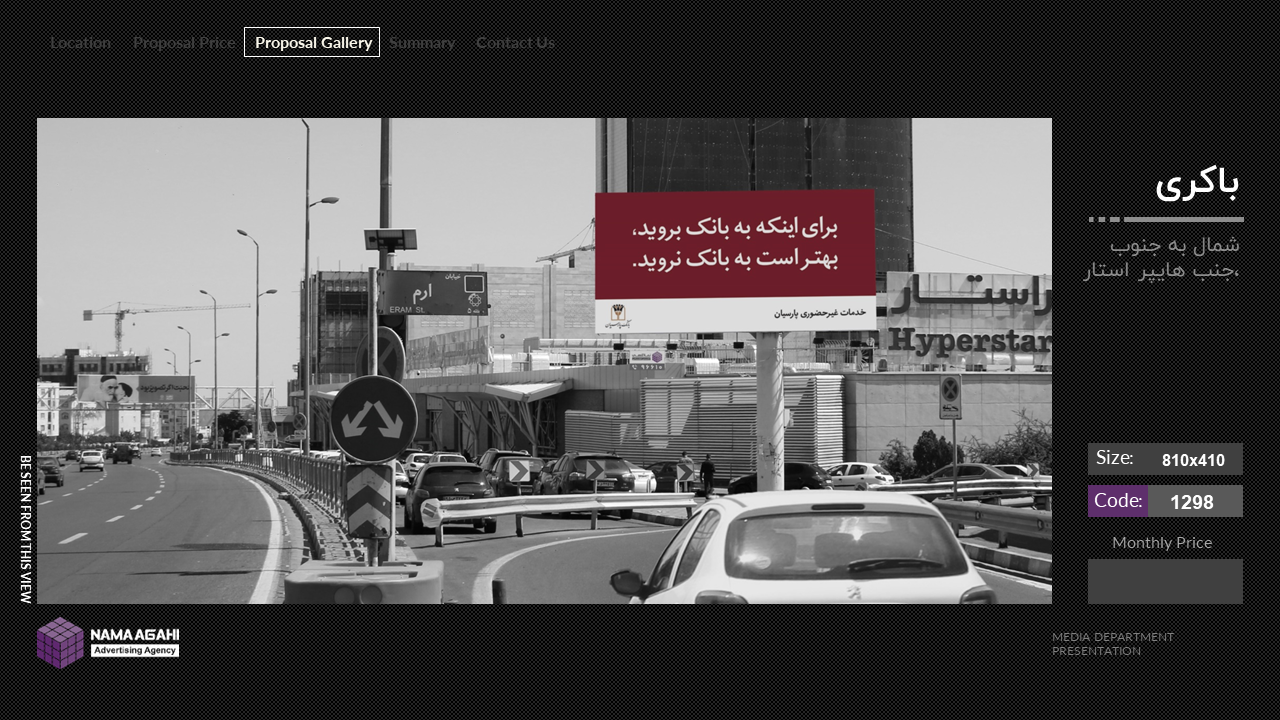 Location
Proposal Price
Proposal Gallery
Summary
Contact Us
باکری
شمال به جنوب
،جنب هایپر استار
برای اینکه به بانک بروید،
بهتر است به بانک نروید.
خدمات غیرحضوری پارسیان
خیابان
ارم
ERAM St.
راستار
Hyperstar
BE SEEN FROM THIS VIEW
Size:
810x410
Code:
1298
Monthly Price
NAMA AGAHI
Advertising Agency
MEDIA DEPARTMENT
PRESENTATION